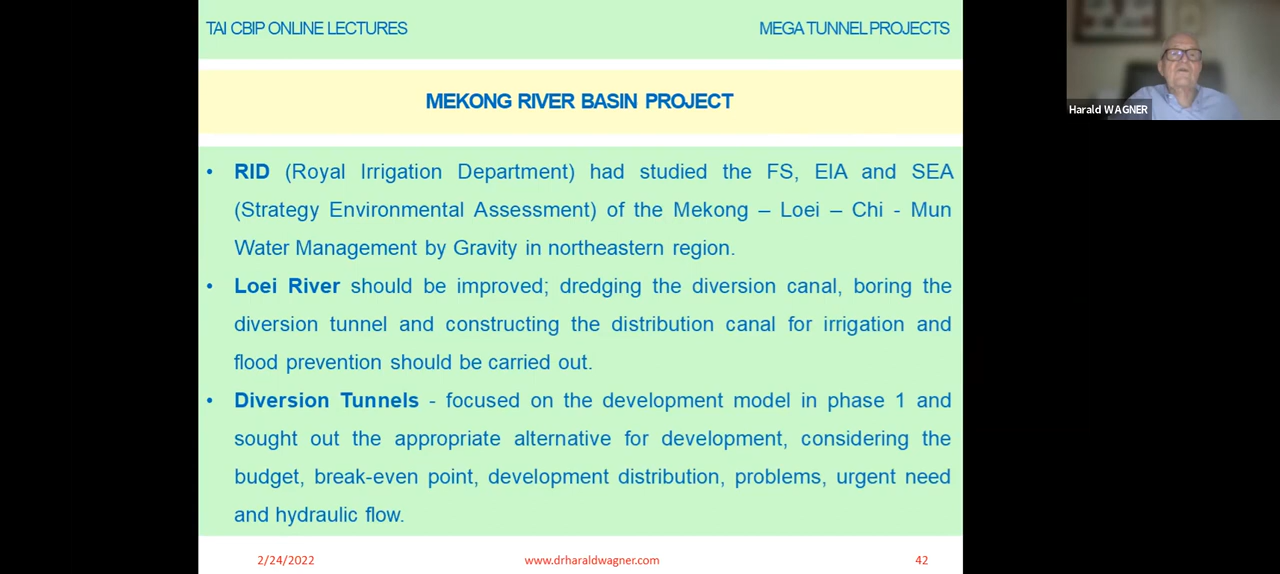 TAI CBIP ONLINE LECTURES
MEGA TUNNEL PROJECTS
Harald WAGNER
MEKONG RIVER BASIN PROJECT
• RID (Royal Irrigation Department) had studied the FS, EIA and SEA
(Strategy Environmental Assessment) of the Mekong – Loei – Chi - Mun
Water Management by Gravity in northeastern region.
• Loei River should be improved; dredging the diversion canal, boring the
diversion tunnel and constructing the distribution canal for irrigation and
flood prevention should be carried out.
• Diversion Tunnels - focused on the development model in phase 1 and
sought out the appropriate alternative for development, considering the
budget, break-even point, development distribution, problems, urgent need
and hydraulic flow.
2/24/2022
www.drharaldwagner.com
42